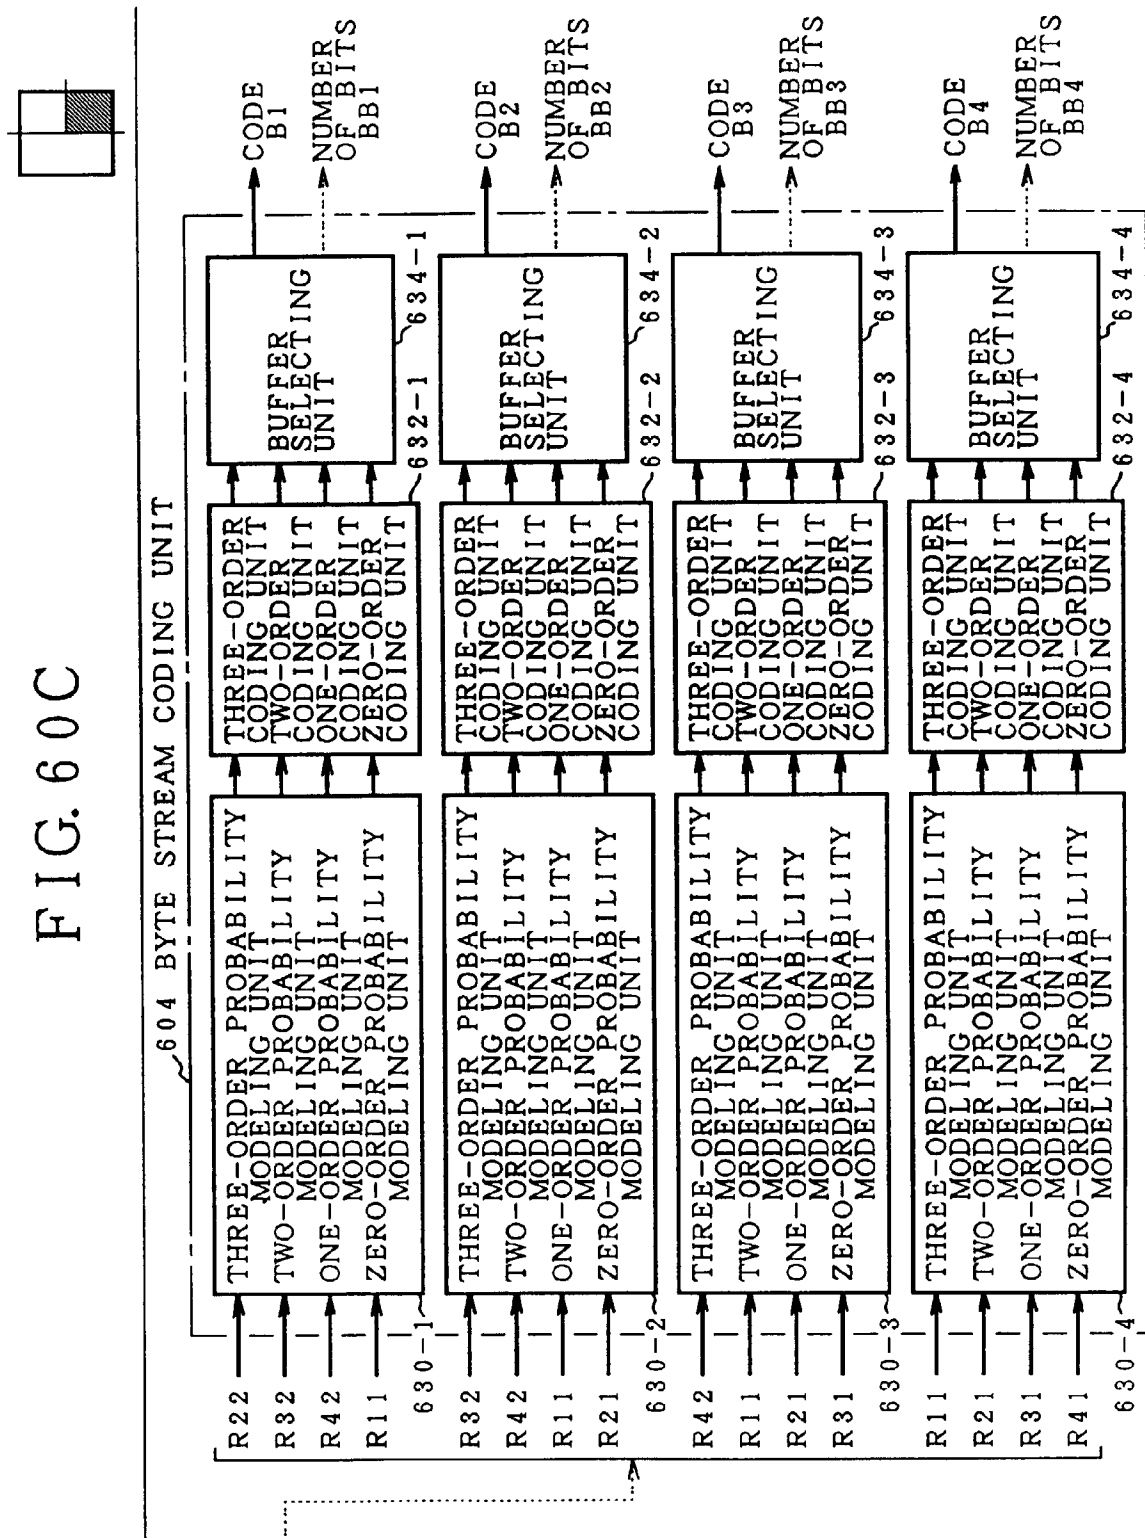 FIG. 60C
604 BYTE STREAM CODING UNIT
R22
R32
R42
R11
THREE-ORDER PROBABILITY
MODELING UNIT
TWO-ORDER PROBABILITY
MODELING UNIT
ONE-ORDER PROBABILITY
MODELING UNIT
ZERO-ORDER PROBABILITY
MODELING UNIT
630-1
THREE-ORDER
CODING UNIT
TWO-ORDER
CODING UNIT
ONE-ORDER
CODING UNIT
ZERO-ORDER
CODING UNIT
632-1
BUFFER
SELECTING
UNIT
634-1
CODE
B1
NUMBER
OF BITS
BB1
R32
R42
R11
R21
THREE-ORDER PROBABILITY
MODELING UNIT
TWO-ORDER PROBABILITY
MODELING UNIT
ONE-ORDER PROBABILITY
MODELING UNIT
ZERO-ORDER PROBABILITY
MODELING UNIT
630-2
THREE-ORDER
CODING UNIT
TWO-ORDER
CODING UNIT
ONE-ORDER
CODING UNIT
ZERO-ORDER
CODING UNIT
632-2
BUFFER
SELECTING
UNIT
634-2
CODE
B2
NUMBER
OF BITS
BB2
R42
R11
R21
R31
THREE-ORDER PROBABILITY
MODELING UNIT
TWO-ORDER PROBABILITY
MODELING UNIT
ONE-ORDER PROBABILITY
MODELING UNIT
ZERO-ORDER PROBABILITY
MODELING UNIT
630-3
THREE-ORDER
CODING UNIT
TWO-ORDER
CODING UNIT
ONE-ORDER
CODING UNIT
ZERO-ORDER
CODING UNIT
632-3
BUFFER
SELECTING
UNIT
634-3
CODE
B3
NUMBER
OF BITS
BB3
R11
R21
R31
R41
THREE-ORDER PROBABILITY
MODELING UNIT
TWO-ORDER PROBABILITY
MODELING UNIT
ONE-ORDER PROBABILITY
MODELING UNIT
ZERO-ORDER PROBABILITY
MODELING UNIT
630-4
THREE-ORDER
CODING UNIT
TWO-ORDER
CODING UNIT
ONE-ORDER
CODING UNIT
ZERO-ORDER
CODING UNIT
632-4
BUFFER
SELECTING
UNIT
634-4
CODE
B4
NUMBER
OF BITS
BB4